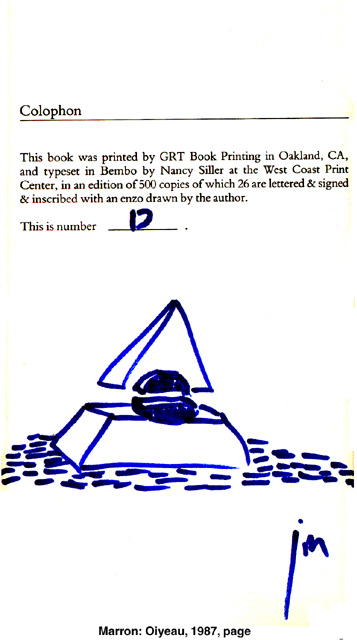 Colophon
This book was printed by GRT Book Printing in Oakland, CA,
and typeset in Bembo by Nancy Siller at the West Coast Print
Center, in an edition of 500 copies of which 26 are lettered & signed
& inscribed with an enzo drawn by the author.
This is number D .
jm
Marron: Oiyeau, 1987, page